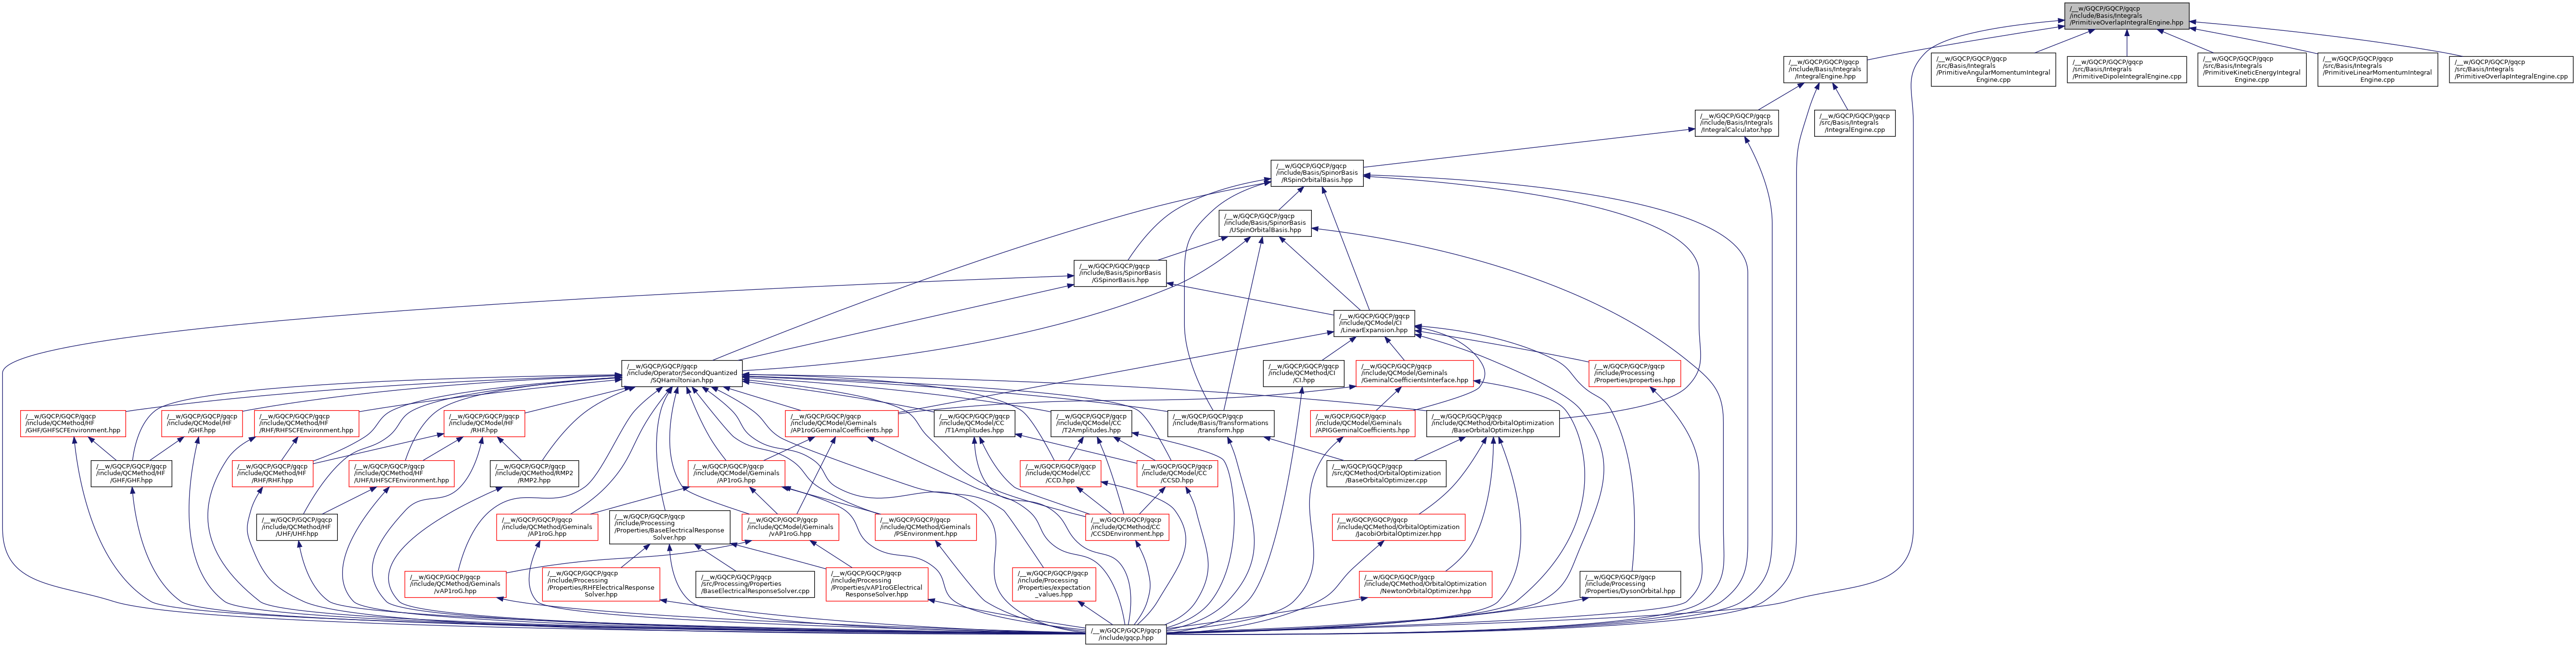 /__w/GQCP/GQCP/gqcp
/include/Basis/Integrals
/PrimitiveOverlapIntegralEngine.hpp
/__w/GQCP/GQCP/gqcp
/include/Basis/Integrals
/IntegralEngine.hpp
/__w/GQCP/GQCP/gqcp
/src/Basis/Integrals
/PrimitiveAngularMomentumIntegral
Engine.cpp
/__w/GQCP/GQCP/gqcp
/src/Basis/Integrals
/PrimitiveDipoleIntegralEngine.cpp
/__w/GQCP/GQCP/gqcp
/src/Basis/Integrals
/PrimitiveKineticEnergyIntegral
Engine.cpp
/__w/GQCP/GQCP/gqcp
/src/Basis/Integrals
/PrimitiveLinearMomentumIntegral
Engine.cpp
/__w/GQCP/GQCP/gqcp
/src/Basis/Integrals
/PrimitiveOverlapIntegralEngine.cpp
/__w/GQCP/GQCP/gqcp
/include/Basis/Integrals
/IntegralCalculator.hpp
/__w/GQCP/GQCP/gqcp
/src/Basis/Integrals
/IntegralEngine.cpp
/__w/GQCP/GQCP/gqcp
/include/Basis/SpinorBasis
/RSpinOrbitalBasis.hpp
/__w/GQCP/GQCP/gqcp
/include/Basis/SpinorBasis
/USpinOrbitalBasis.hpp
/__w/GQCP/GQCP/gqcp
/include/Basis/SpinorBasis
/GSpinorBasis.hpp
/__w/GQCP/GQCP/gqcp
/include/QCModel/CI
/LinearExpansion.hpp
/__w/GQCP/GQCP/gqcp
/include/Operator/SecondQuantized
/SQHamiltonian.hpp
/__w/GQCP/GQCP/gqcp
/include/QCMethod/CI
/CI.hpp
/__w/GQCP/GQCP/gqcp
/include/QCModel/Geminals
/GeminalCoefficientsInterface.hpp
/__w/GQCP/GQCP/gqcp
/include/Processing
/Properties/properties.hpp
/__w/GQCP/GQCP/gqcp
/include/QCMethod/HF
/GHF/GHFSCFEnvironment.hpp
/__w/GQCP/GQCP/gqcp
/include/QCModel/HF
/GHF.hpp
/__w/GQCP/GQCP/gqcp
/include/QCMethod/HF
/RHF/RHFSCFEnvironment.hpp
/__w/GQCP/GQCP/gqcp
/include/QCModel/HF
/RHF.hpp
/__w/GQCP/GQCP/gqcp
/include/QCModel/Geminals
/AP1roGGeminalCoefficients.hpp
/__w/GQCP/GQCP/gqcp
/include/QCModel/CC
/T1Amplitudes.hpp
/__w/GQCP/GQCP/gqcp
/include/QCModel/CC
/T2Amplitudes.hpp
/__w/GQCP/GQCP/gqcp
/include/Basis/Transformations
/transform.hpp
/__w/GQCP/GQCP/gqcp
/include/QCModel/Geminals
/APIGGeminalCoefficients.hpp
/__w/GQCP/GQCP/gqcp
/include/QCMethod/OrbitalOptimization
/BaseOrbitalOptimizer.hpp
/__w/GQCP/GQCP/gqcp
/include/QCMethod/HF
/GHF/GHF.hpp
/__w/GQCP/GQCP/gqcp
/include/QCMethod/HF
/RHF/RHF.hpp
/__w/GQCP/GQCP/gqcp
/include/QCMethod/HF
/UHF/UHFSCFEnvironment.hpp
/__w/GQCP/GQCP/gqcp
/include/QCMethod/RMP2
/RMP2.hpp
/__w/GQCP/GQCP/gqcp
/include/QCModel/Geminals
/AP1roG.hpp
/__w/GQCP/GQCP/gqcp
/include/QCModel/CC
/CCD.hpp
/__w/GQCP/GQCP/gqcp
/include/QCModel/CC
/CCSD.hpp
/__w/GQCP/GQCP/gqcp
/src/QCMethod/OrbitalOptimization
/BaseOrbitalOptimizer.cpp
/__w/GQCP/GQCP/gqcp
/include/QCMethod/HF
/UHF/UHF.hpp
/__w/GQCP/GQCP/gqcp
/include/QCMethod/Geminals
/AP1roG.hpp
/__w/GQCP/GQCP/gqcp
/include/Processing
/Properties/BaseElectricalResponse
Solver.hpp
/__w/GQCP/GQCP/gqcp
/include/QCModel/Geminals
/vAP1roG.hpp
/__w/GQCP/GQCP/gqcp
/include/QCMethod/Geminals
/PSEnvironment.hpp
/__w/GQCP/GQCP/gqcp
/include/QCMethod/CC
/CCSDEnvironment.hpp
/__w/GQCP/GQCP/gqcp
/include/QCMethod/OrbitalOptimization
/JacobiOrbitalOptimizer.hpp
/__w/GQCP/GQCP/gqcp
/include/QCMethod/Geminals
/vAP1roG.hpp
/__w/GQCP/GQCP/gqcp
/include/Processing
/Properties/RHFElectricalResponse
Solver.hpp
/__w/GQCP/GQCP/gqcp
/src/Processing/Properties
/BaseElectricalResponseSolver.cpp
/__w/GQCP/GQCP/gqcp
/include/Processing
/Properties/vAP1roGElectrical
ResponseSolver.hpp
/__w/GQCP/GQCP/gqcp
/include/Processing
/Properties/expectation
_values.hpp
/__w/GQCP/GQCP/gqcp
/include/QCMethod/OrbitalOptimization
/NewtonOrbitalOptimizer.hpp
/__w/GQCP/GQCP/gqcp
/include/Processing
/Properties/DysonOrbital.hpp
/__w/GQCP/GQCP/gqcp
/include/gqcp.hpp